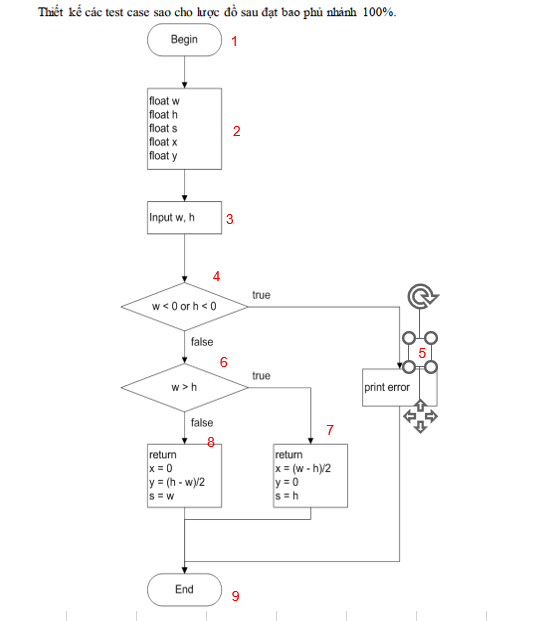 Thiết kế các test case sao cho lược đồ sau đạt bao phủ nhánh 100%.
Begin
1
float w
float h
float s
float x
float y
2
Input w, h
3
4
w < 0 or h < 0
true
false
5
print error
6
w > h
true
false
7
8
return
x = 0
y = (h - w)/2
s = w
return
x = (w - h)/2
y = 0
s = h
End
9